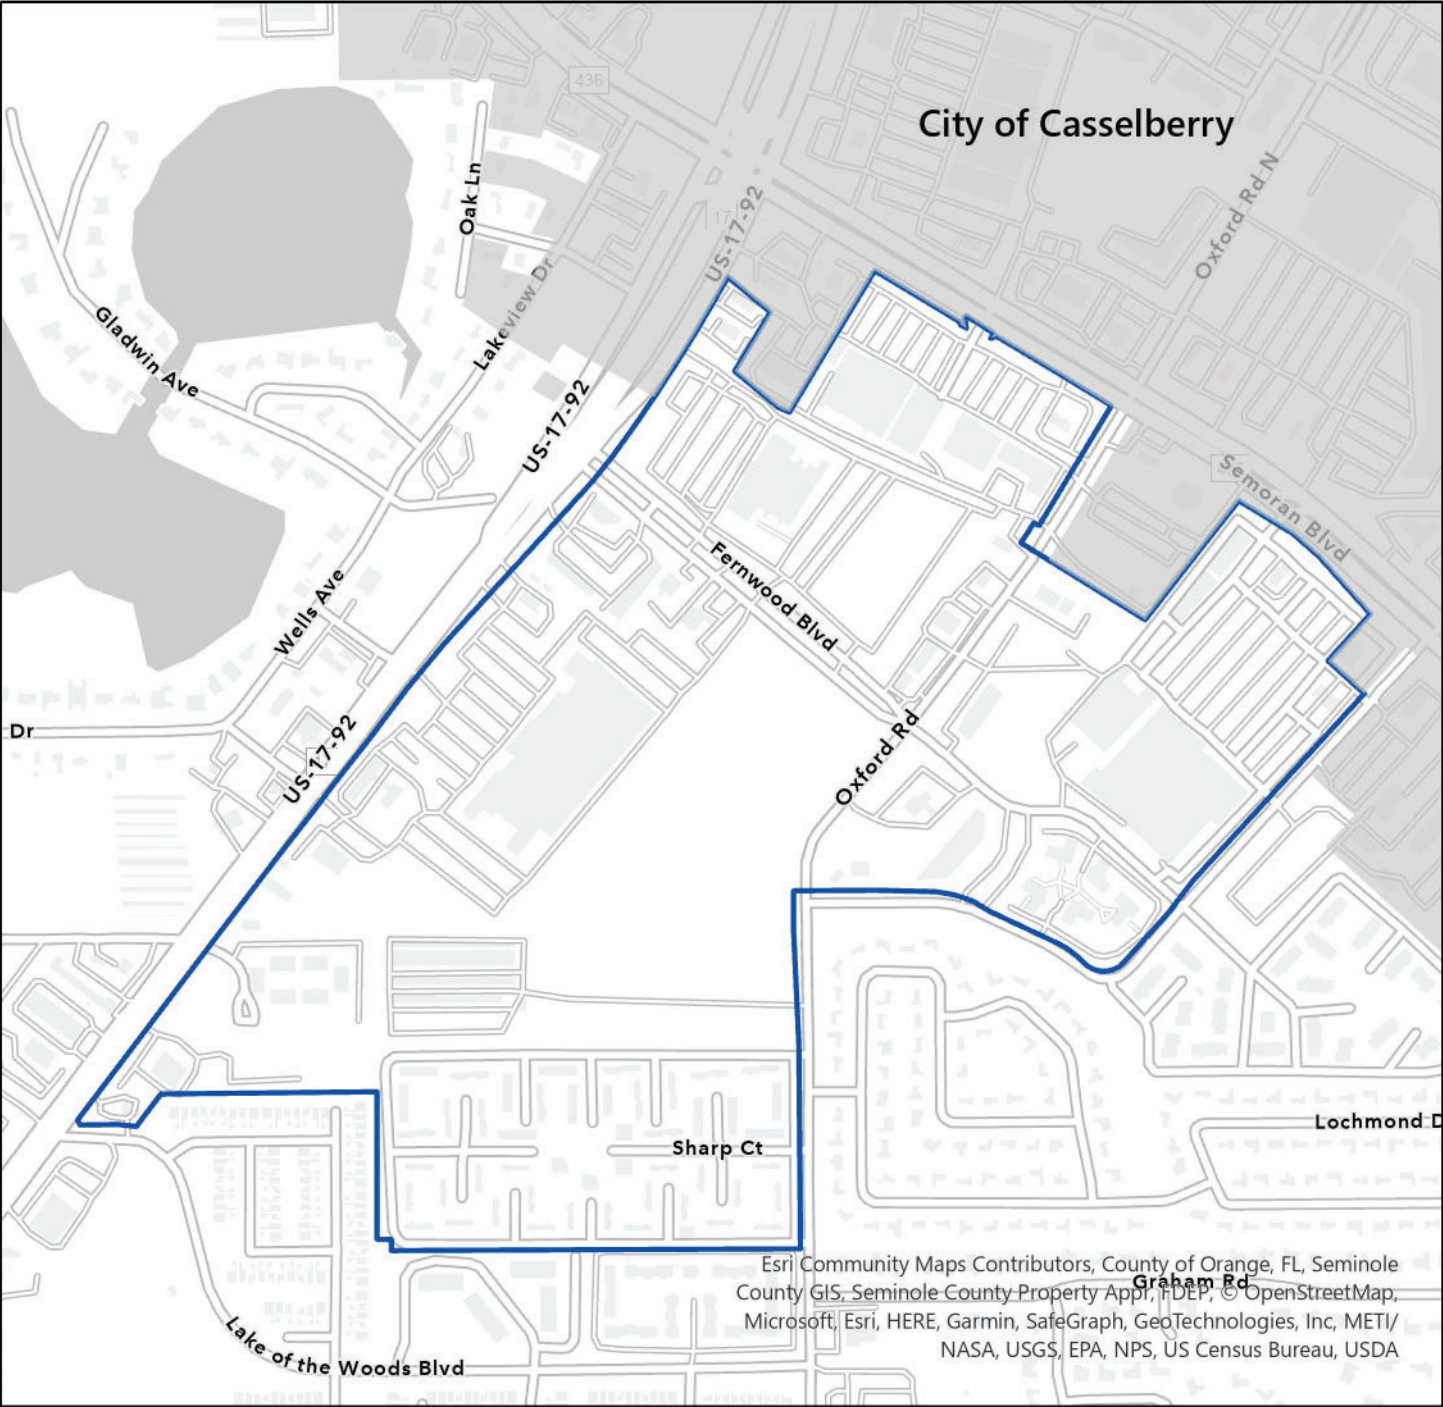 436
City of Casselberry
Oak Ln
17
US-17-92
Oxford Rd N
Lakeview Dr
Gladwin Ave
US-17-92
Semoran Blvd
Fernwood Blvd
Wells Ave
Dr
US-17-92
Oxford Rd
Sharp Ct
Lochmond D
Esri Community Maps Contributors, County of Orange, FL, Seminole
Graham Rd
County GIS, Seminole County Property Appr, FDEP, © OpenStreetMap,
Microsoft, Esri, HERE, Garmin, SafeGraph, GeoTechnologies, Inc, METI/
NASA, USGS, EPA, NPS, US Census Bureau, USDA
Lake of the Woods Blvd